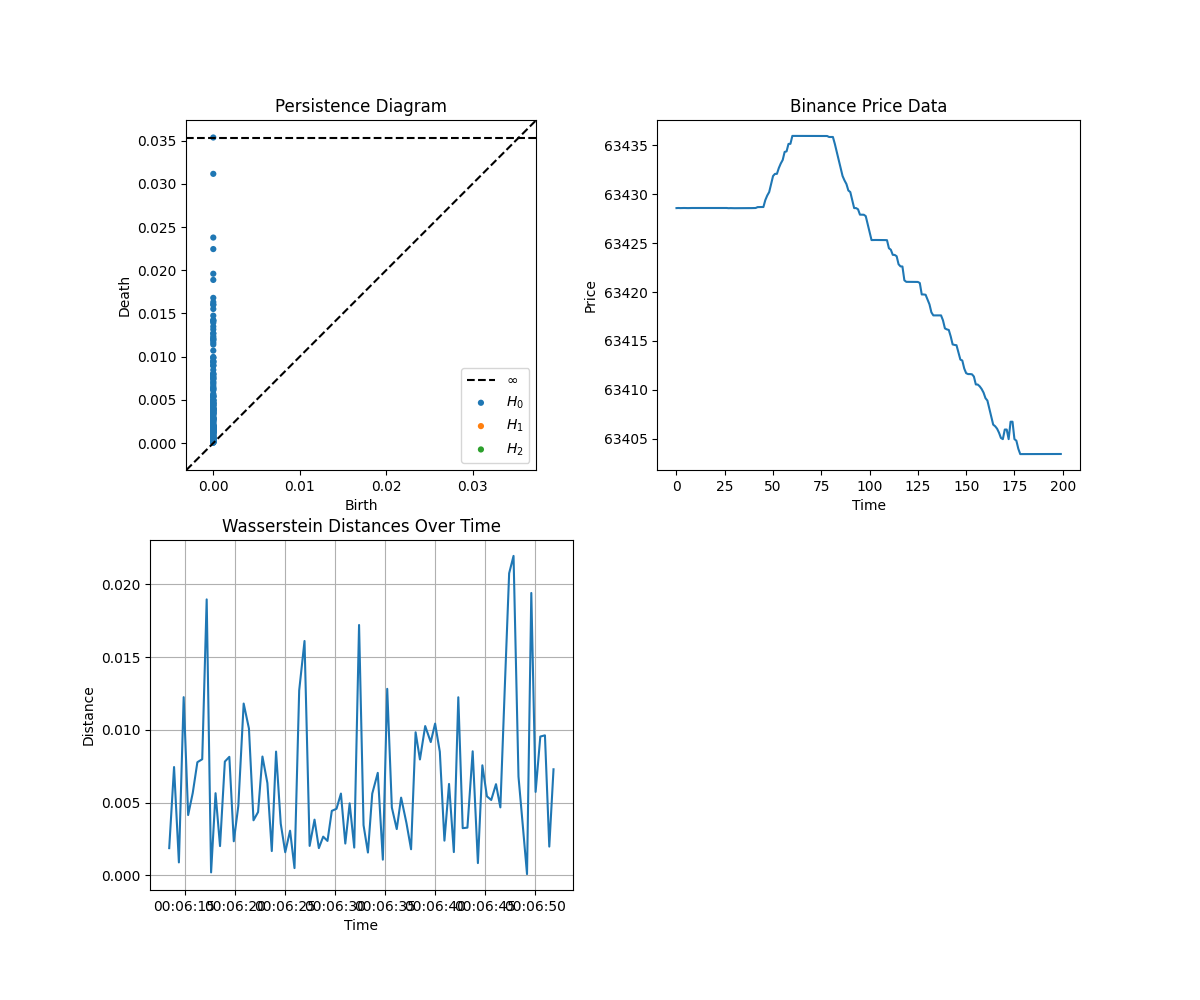 Persistence Diagram
0.035
0.030
0.025
0.020
0.015
0.010
0.005
0.000
Death
∞
H₀
H₁
H₂
0.00 0.01 0.02 0.03
Birth
Binance Price Data
63435
63430
63425
63420
63415
63410
63405
Price
0 25 50 75 100 125 150 175 200
Time
Wasserstein Distances Over Time
0.020
0.015
0.010
0.005
0.000
Distance
00:06:15 00:06:20 00:06:25 00:06:30 00:06:35 00:06:40 00:06:45 00:06:50
Time